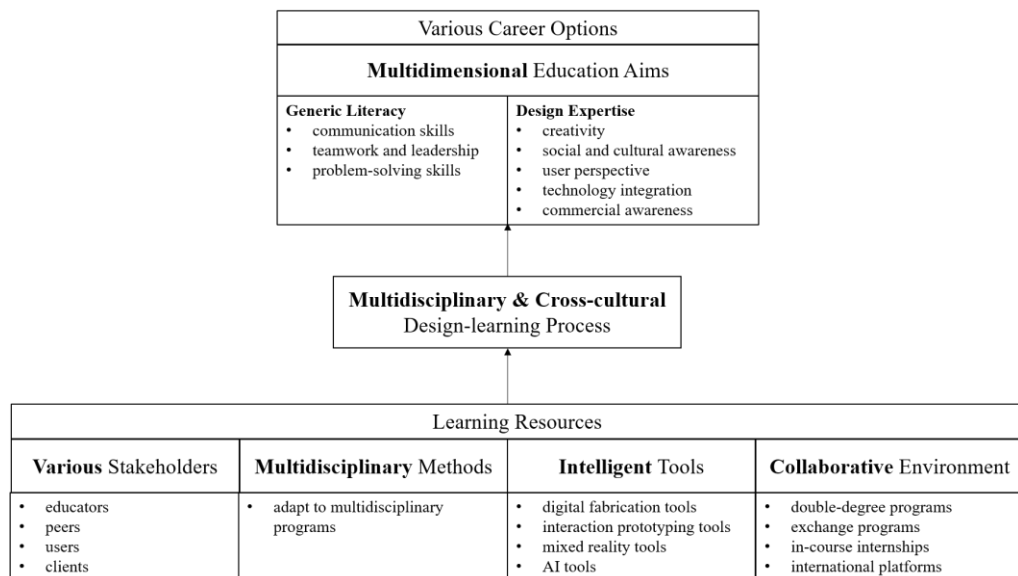 Various Career Options
Multidimensional Education Aims
Generic Literacy
• communication skills
• teamwork and leadership
• problem-solving skills
Design Expertise
• creativity
• social and cultural awareness
• user perspective
• technology integration
• commercial awareness
Multidisciplinary & Cross-cultural
Design-learning Process
Learning Resources
Various Stakeholders
• educators
• peers
• users
• clients
Multidisciplinary Methods
• adapt to multidisciplinary
programs
Intelligent Tools
• digital fabrication tools
• interaction prototyping tools
• mixed reality tools
• AI tools
Collaborative Environment
• double-degree programs
• exchange programs
• in-course internships
• international platforms